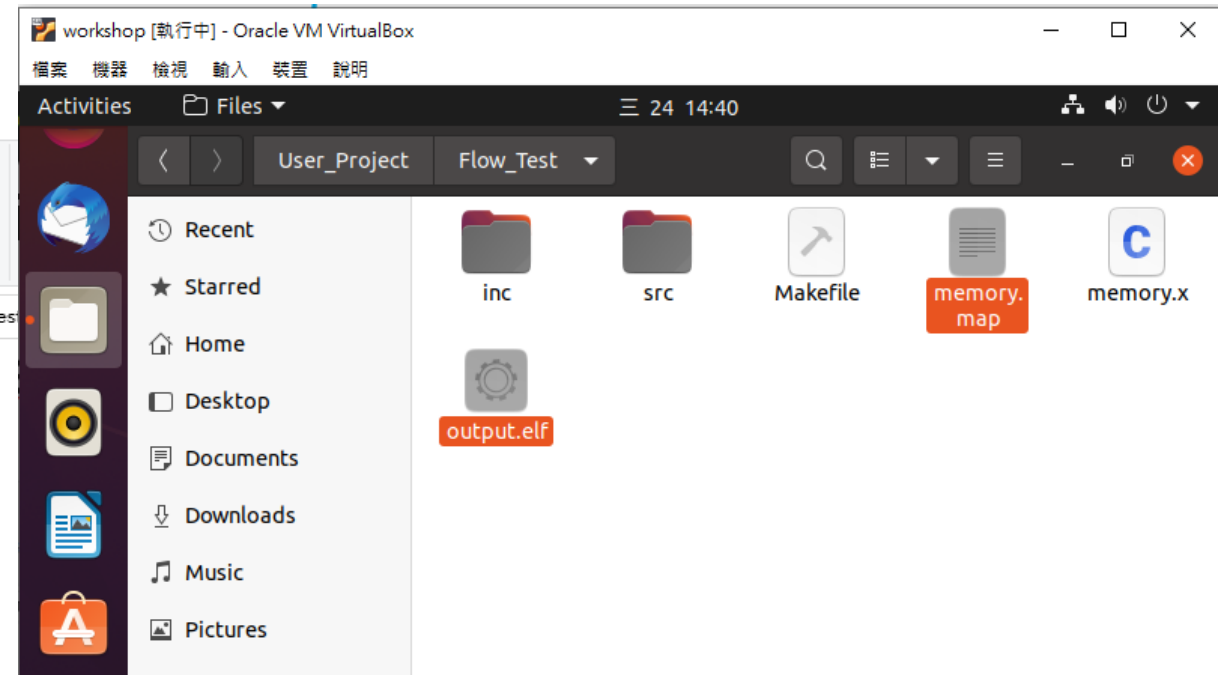 workshop [執行中] - Oracle VM VirtualBox
檔案 機器 檢視 輸入 裝置 說明
Activities Files 三 24 14:40
User_Project Flow_Test
Recent
Starred
Home
Desktop
Documents
Downloads
Music
Pictures
inc src Makefile memory.
map
memory.x
output.elf
es